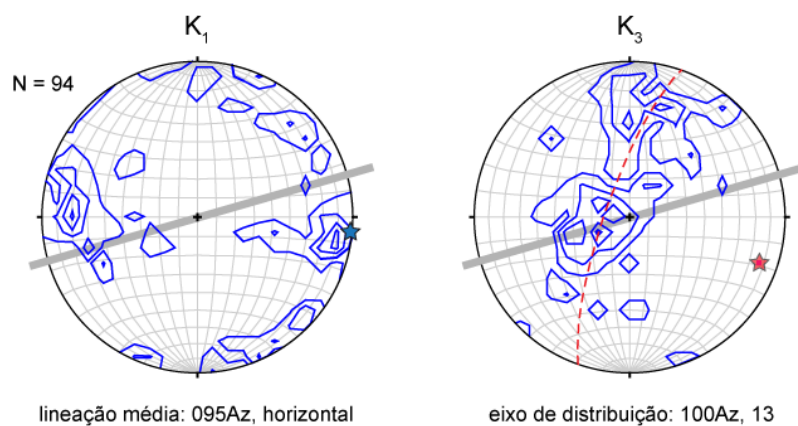 K1
K3
N = 94
lineação média: 095Az, horizontal
eixo de distribuição: 100Az, 13